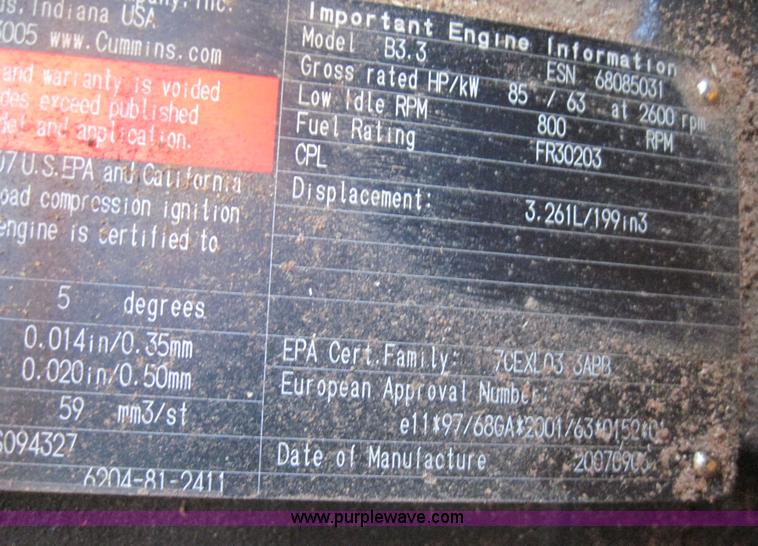 Indiana USA
www.Cummins.com
and warranty is voided
exceed published
and application.
U.S.EPA and California
compression ignition
engine is certified to
5 degrees
0.014in/0.35mm
0.020in/0.50mm
59 mm3/st
6204-81-2411
Important Engine Information
Model B3.3 ESN 68085031
Gross rated HP/kW 85 / 63 at 2600 rpm
Low Idle RPM 800 RPM
Fuel Rating FR30203
CPL
Displacement: 3.261L/199in3
EPA Cert.Family:
European Approval Number:
Date of Manufacture
www.purplewave.com